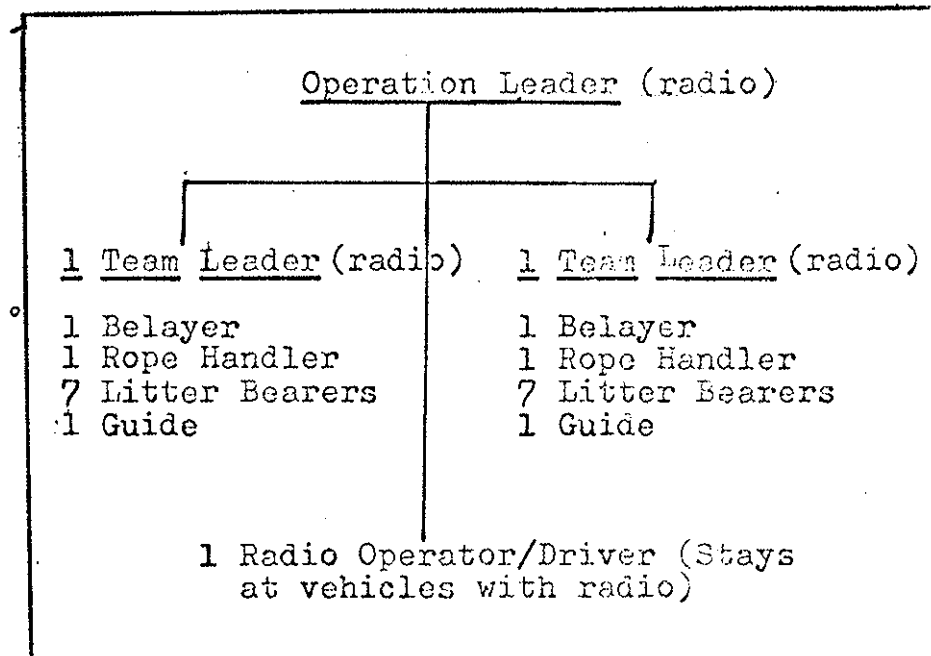 Operation Leader (radio)
1 Team Leader (radio)
1 Belayer
1 Rope Handler
7 Litter Bearers
1 Guide
1 Team Leader (radio)
1 Belayer
1 Rope Handler
7 Litter Bearers
1 Guide
1 Radio Operator/Driver (Stays
at vehicles with radio)